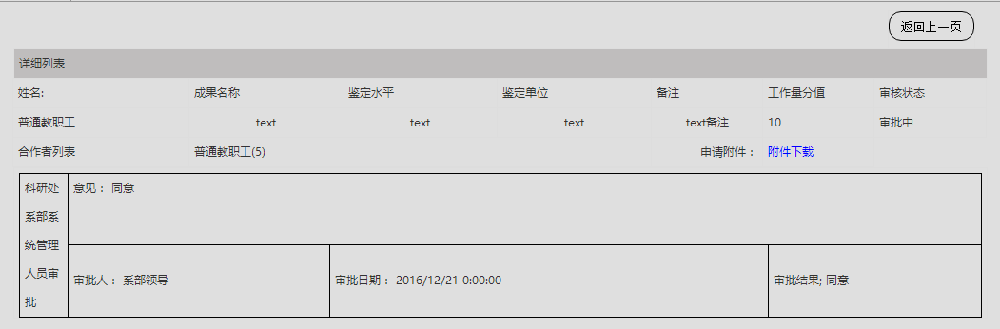 返回上一页
详细列表
姓名: 成果名称 鉴定水平 鉴定单位 备注 工作量分值 审核状态
普通教职工 text text text text备注 10 审批中
合作者列表 普通教职工(5) 申请附件： 附件下载
科研处
系部系
统管理
人员审
批
意见： 同意
审批人： 系部领导 审批日期： 2016/12/21 0:00:00 审批结果; 同意